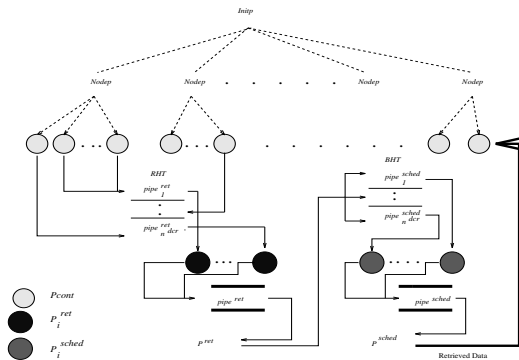 Initp
Nodep Nodep Nodep Nodep
RHT BHT
pipe ret 1
pipe ret n dcr
pipe sched 1
pipe sched n dcr
pipe ret
pipe sched
Pcont
P i ret
P i sched
P ret
P sched
Retrieved Data